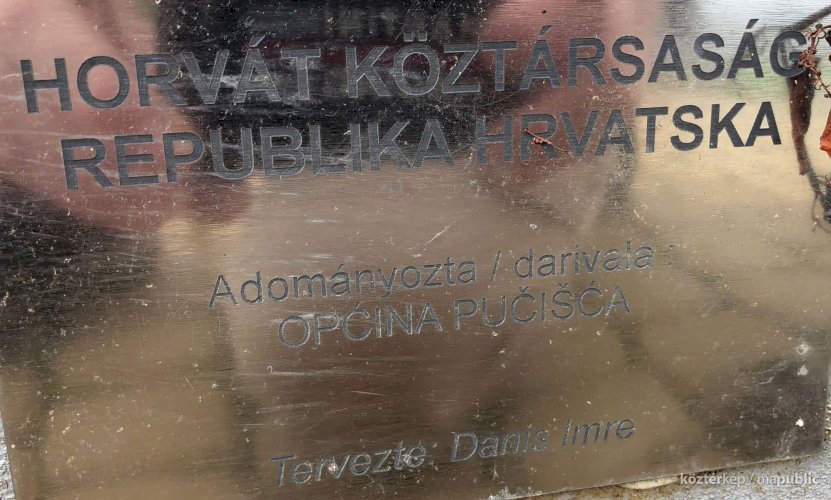 HORVÁT KÖZTÁRSASÁG
REPUBLIKA HRVATSKA
Adományozta / darivala :
OPĆINA PUČIŠĆA
Tervezte: Danis Imre
köztérkép / mapublic